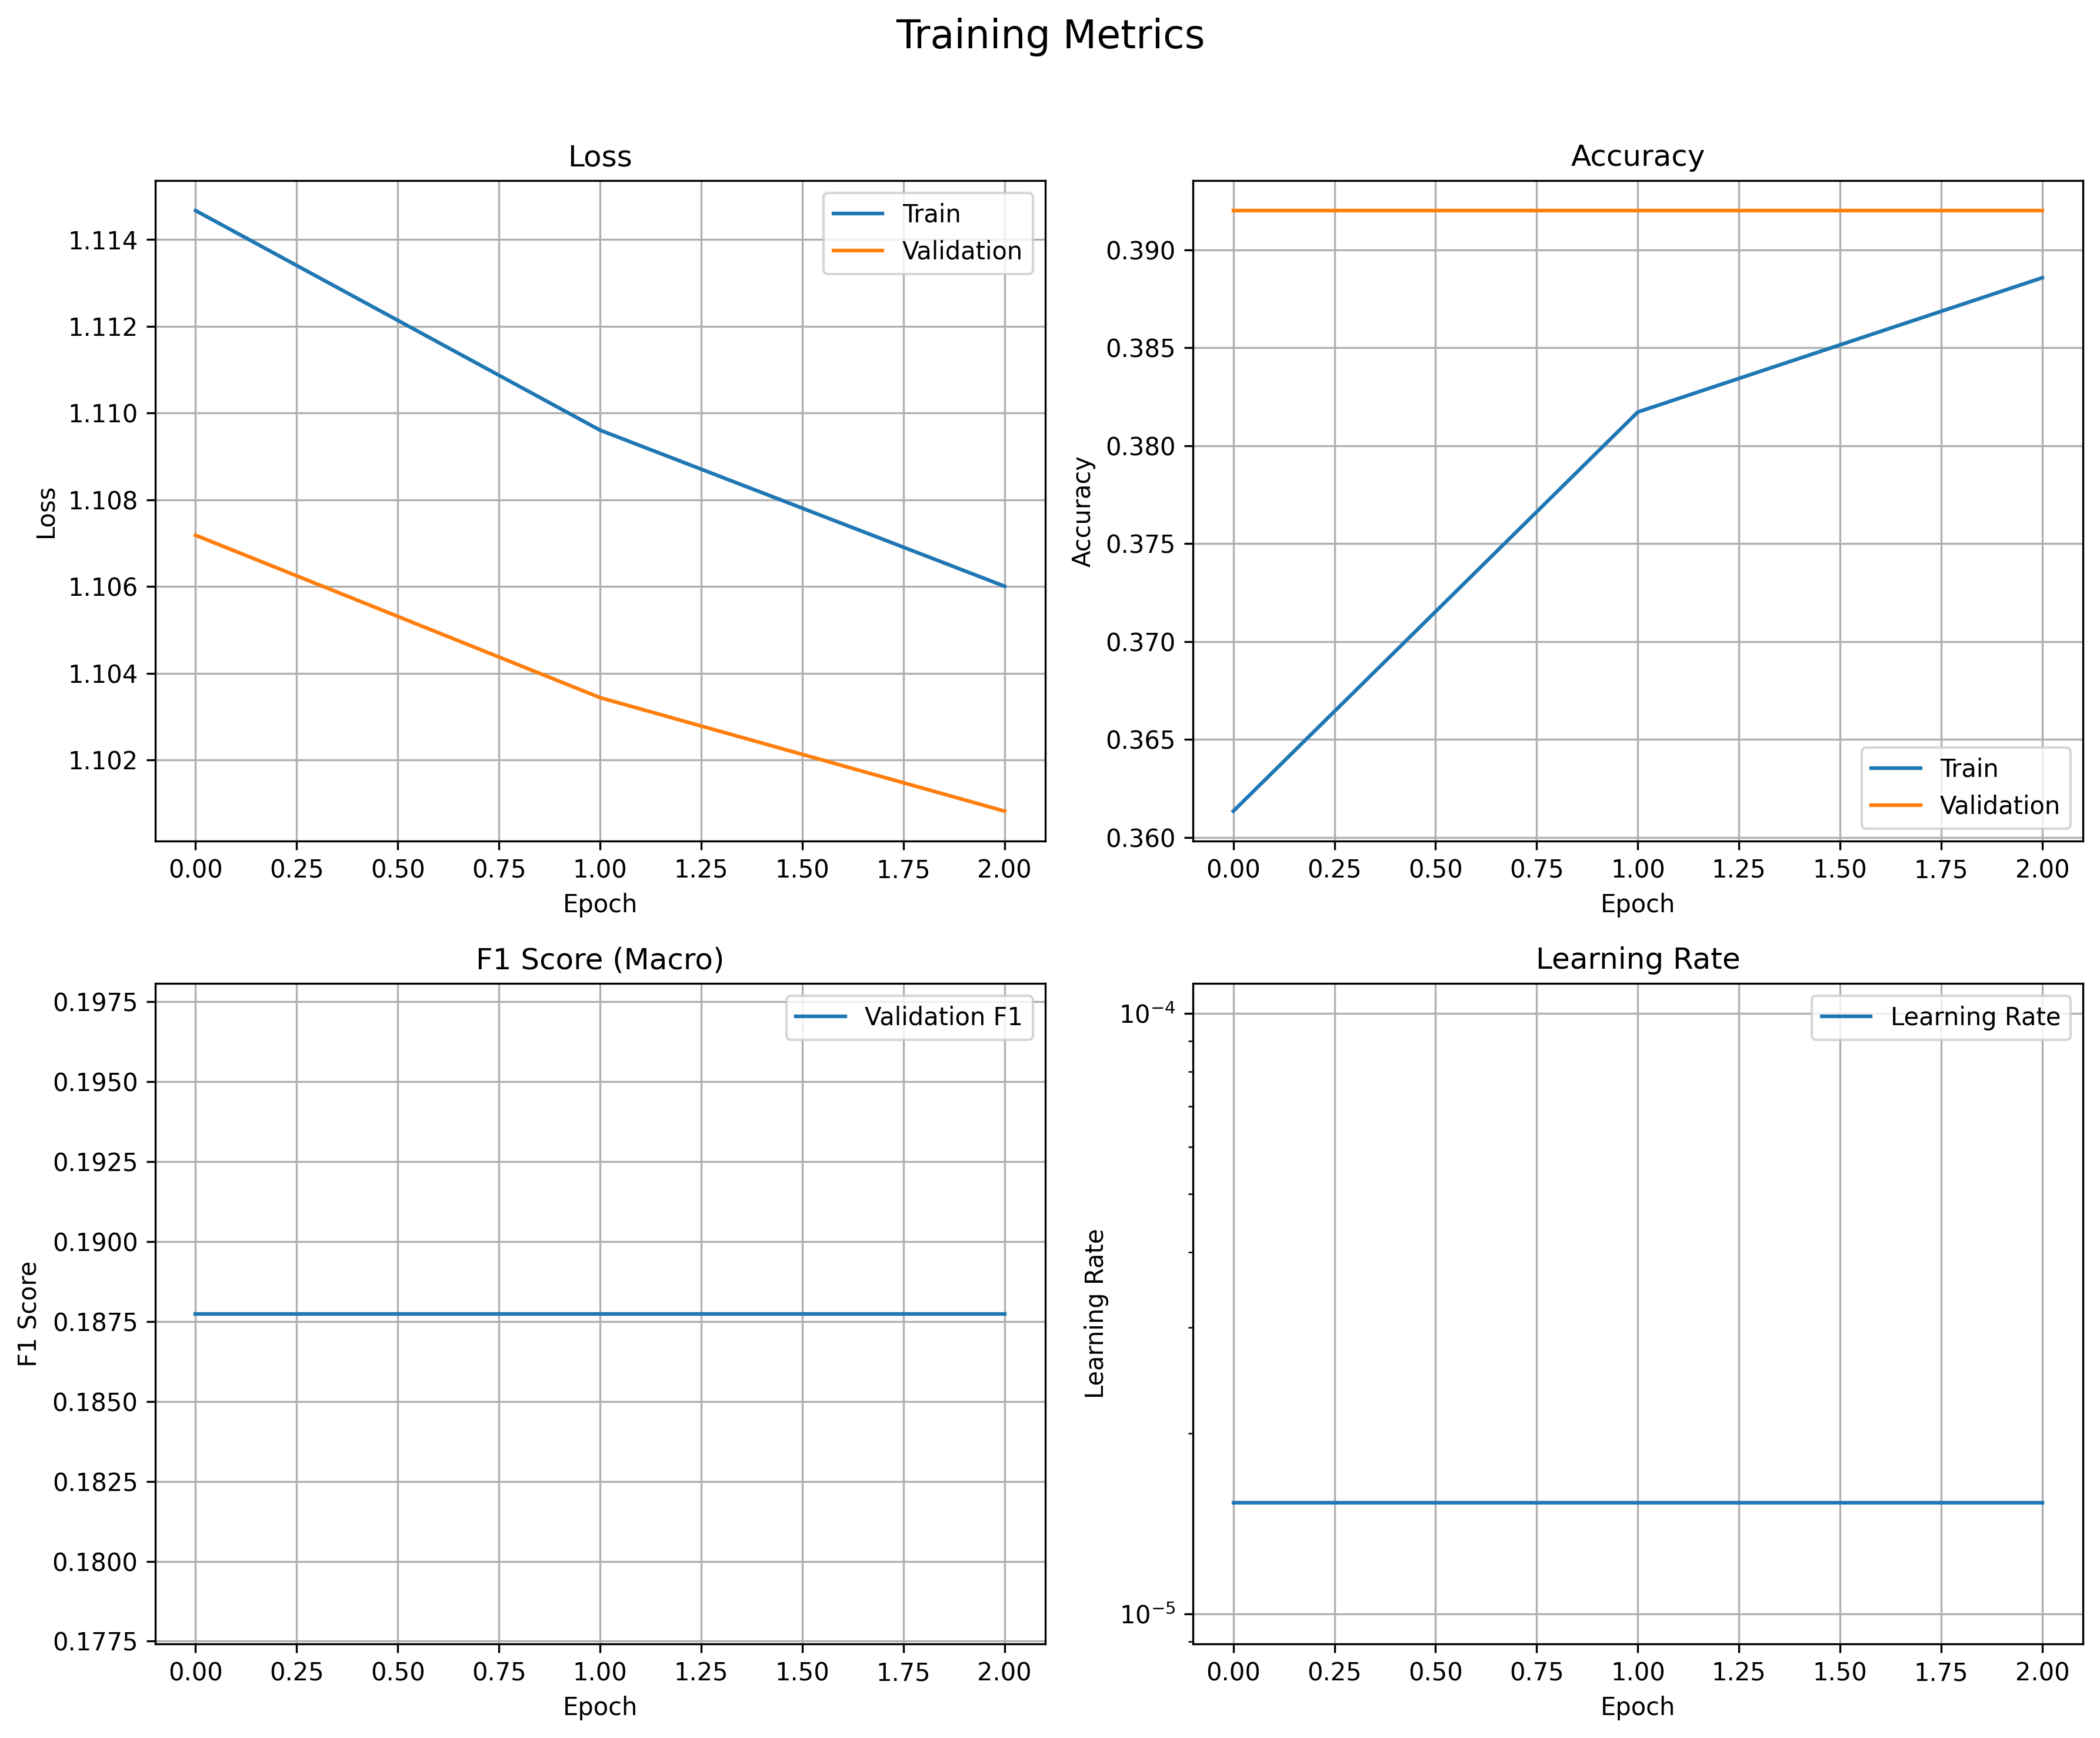 Training Metrics
Loss
1.114
1.112
1.110
1.108
1.106
1.104
1.102
Loss
Train
Validation
0.00 0.25 0.50 0.75 1.00 1.25 1.50 1.75 2.00
Epoch
Accuracy
0.390
0.385
0.380
0.375
0.370
0.365
0.360
Accuracy
Train
Validation
0.00 0.25 0.50 0.75 1.00 1.25 1.50 1.75 2.00
Epoch
F1 Score (Macro)
0.1975
0.1950
0.1925
0.1900
0.1875
0.1850
0.1825
0.1800
0.1775
F1 Score
Validation F1
0.00 0.25 0.50 0.75 1.00 1.25 1.50 1.75 2.00
Epoch
Learning Rate
10⁻⁴
10⁻⁵
Learning Rate
Learning Rate
0.00 0.25 0.50 0.75 1.00 1.25 1.50 1.75 2.00
Epoch